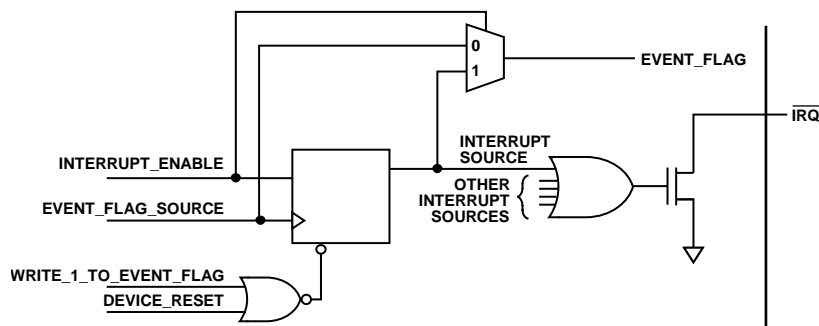 0
EVENT_FLAG
1
IRQ
INTERRUPT_ENABLE
INTERRUPT
SOURCE
OTHER
INTERRUPT
SOURCES
EVENT_FLAG_SOURCE
WRITE_1_TO_EVENT_FLAG
DEVICE_RESET